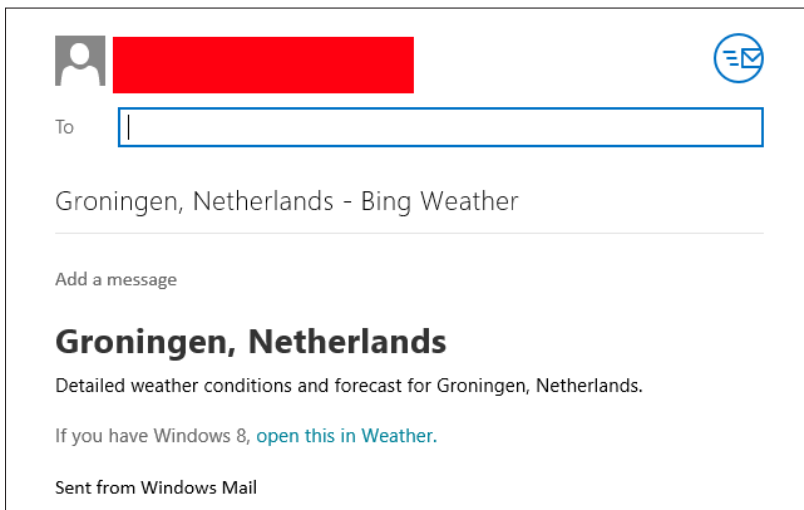 To
Groningen, Netherlands - Bing Weather
Add a message
Groningen, Netherlands
Detailed weather conditions and forecast for Groningen, Netherlands.
If you have Windows 8, open this in Weather.
Sent from Windows Mail